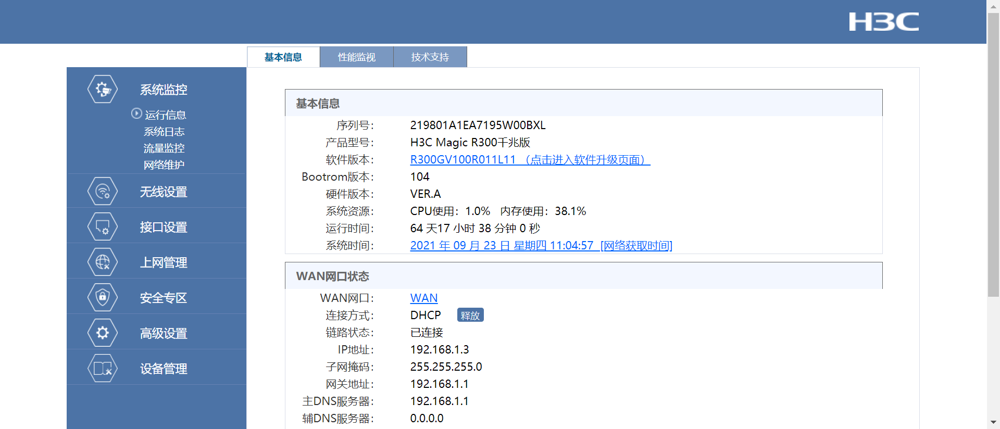 H3C
基本信息 性能监视 技术支持
系统监控
运行信息
系统日志
流量监控
网络维护
无线设置
接口设置
上网管理
安全专区
高级设置
设备管理
基本信息
序列号： 219801A1EA7195W00BXL
产品型号： H3C Magic R300千兆版
软件版本： R300GV100R011L11 （点击进入软件升级页面）
Bootrom版本： 104
硬件版本： VER.A
系统资源： CPU使用：1.0% 内存使用：38.1%
运行时间： 64 天17 小时 38 分钟 0 秒
系统时间： 2021 年 09 月 23 日 星期四 11:04:57 [网络获取时间]
WAN网口状态
WAN网口： WAN
连接方式： DHCP 释放
链路状态： 已连接
IP地址： 192.168.1.3
子网掩码： 255.255.255.0
网关地址： 192.168.1.1
主DNS服务器： 192.168.1.1
辅DNS服务器： 0.0.0.0